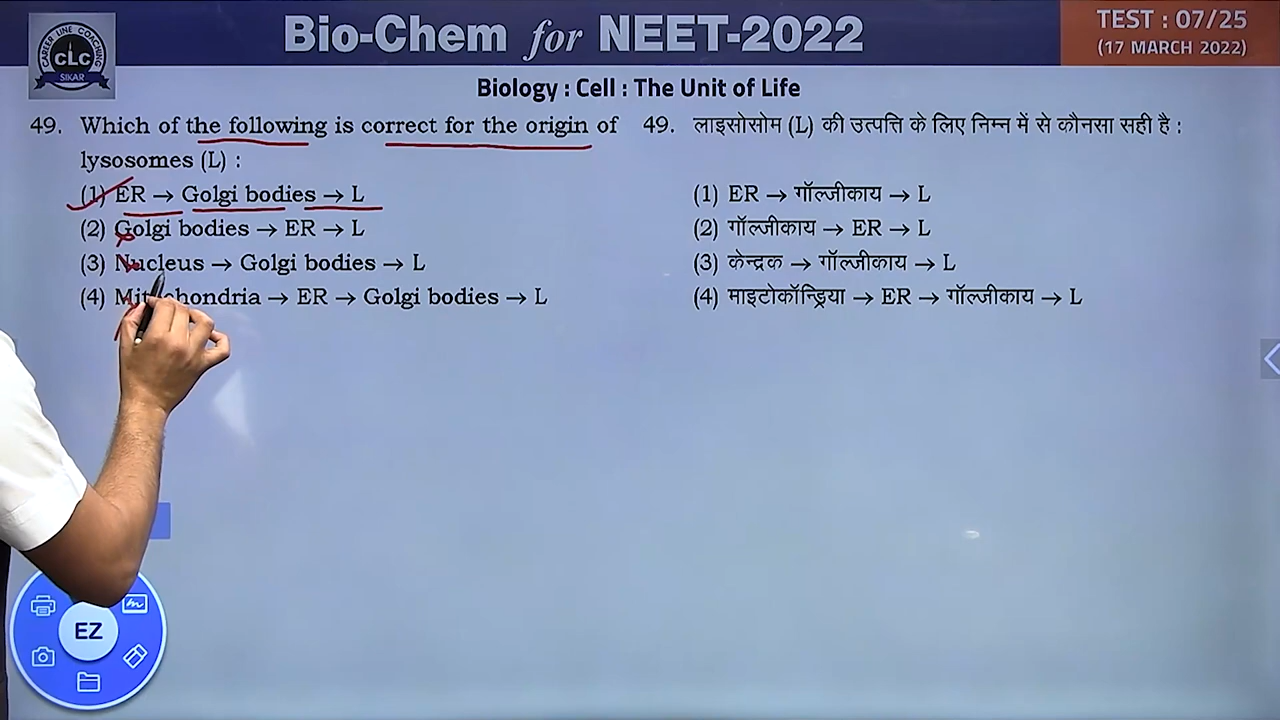 CAREER LINE COACHING
CLC
SIKAR
Bio-Chem for NEET-2022
TEST : 07/25
(17 MARCH 2022)
Biology : Cell : The Unit of Life
49. Which of the following is correct for the origin of
lysosomes (L) :
(1) ER → Golgi bodies → L
(2) Golgi bodies → ER → L
(3) Nucleus → Golgi bodies → L
(4) Mitochondria → ER → Golgi bodies → L
49. लाइसोसोम (L) की उत्पत्ति के लिए निम्न में से कौनसा सही है :
(1) ER → गॉल्जीकाय → L
(2) गॉल्जीकाय → ER → L
(3) केन्द्रक → गॉल्जीकाय → L
(4) माइटोकॉन्ड्रिया → ER → गॉल्जीकाय → L
EZ